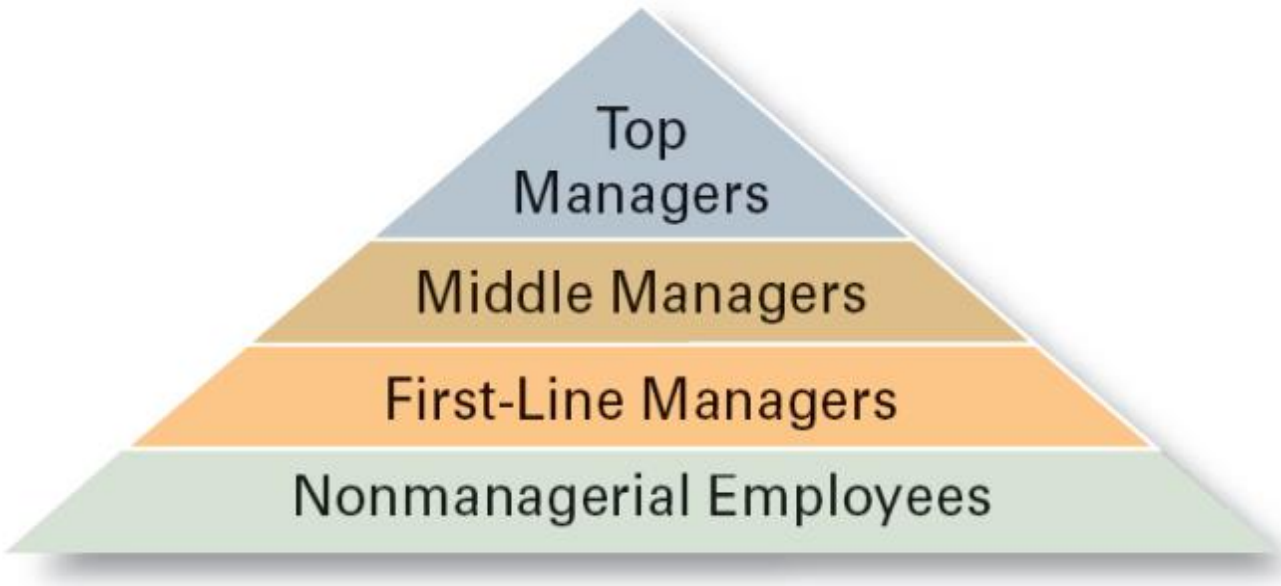 Top
Managers
Middle Managers
First-Line Managers
Nonmanagerial Employees